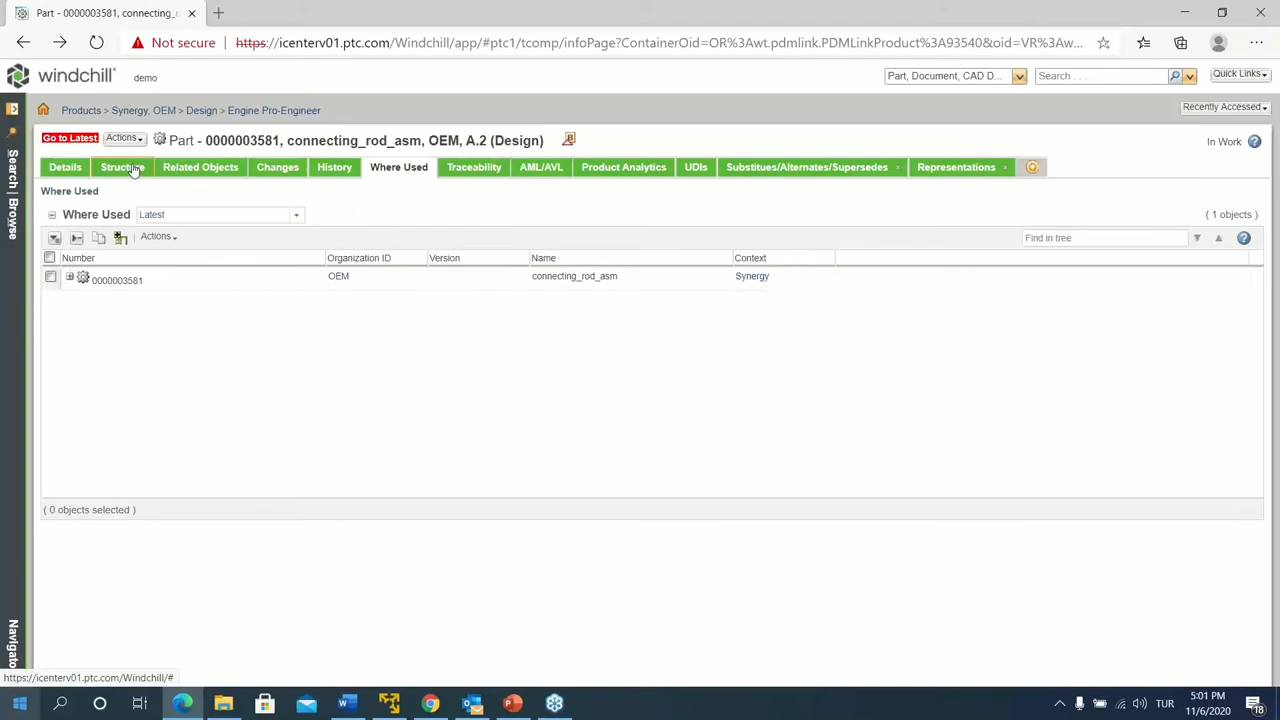 Part - 0000003581, connecting_
Not secure
https://icenterv01.ptc.com/Windchill/app/#ptc1/tcomp/infoPage?ContainerOid=OR%3Awt.pdmlink.PDMLinkProduct%3A93540&oid=VR%3Aw...
windchill
demo
Part, Document, CAD D...
Search . . .
Quick Links
Products > Synergy, OEM > Design > Engine Pro-Engineer
Recently Accessed
Go to Latest
Actions
Part - 0000003581, connecting_rod_asm, OEM, A.2 (Design)
In Work
Details
Structure
Related Objects
Changes
History
Where Used
Traceability
AML/AVL
Product Analytics
UDIs
Substitues/Alternates/Supersedes
Representations
Search | Browse
Where Used
Where Used
Latest
( 1 objects )
Actions
Find in tree
Number
Organization ID
Version
Name
Context
0000003581
OEM
connecting_rod_asm
Synergy
( 0 objects selected )
Navigato
https://icenterv01.ptc.com/Windchill/#
TUR
5:01 PM
11/6/2020
18